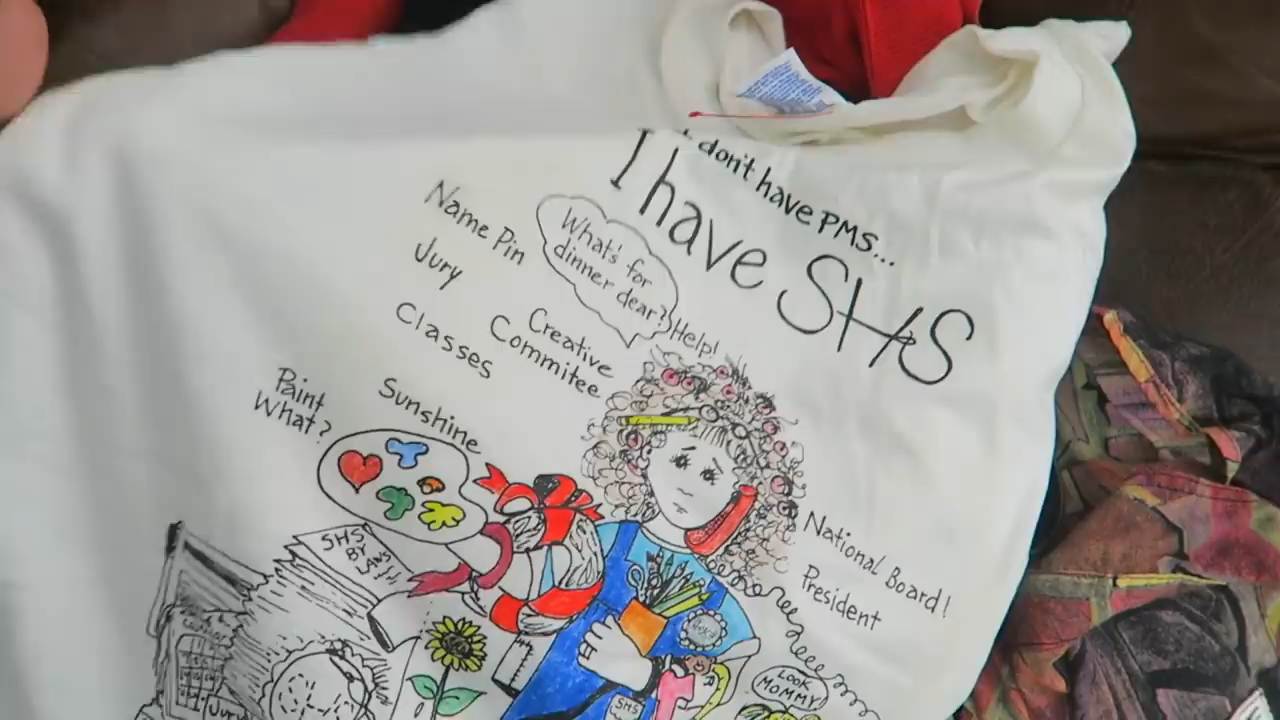 I don't have PMS...
I have SHS
Name Pin
What's for
dinner dear?
Help!
Jury
Creative
Commitee
Classes
Sunshine
Paint
What?
SHS
BY
LAWS
National Board!
President
LOOK
MOMMY!
SHS
Jury